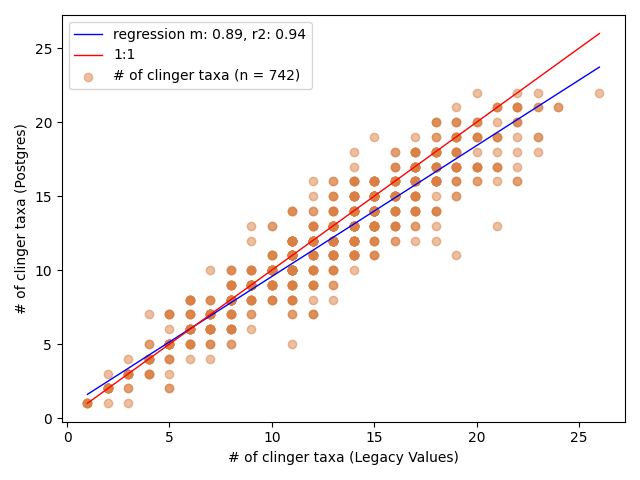 regression m: 0.89, r2: 0.94
1:1
# of clinger taxa (n = 742)
# of clinger taxa (Postgres)
25
20
15
10
5
0
0 5 10 15 20 25
# of clinger taxa (Legacy Values)